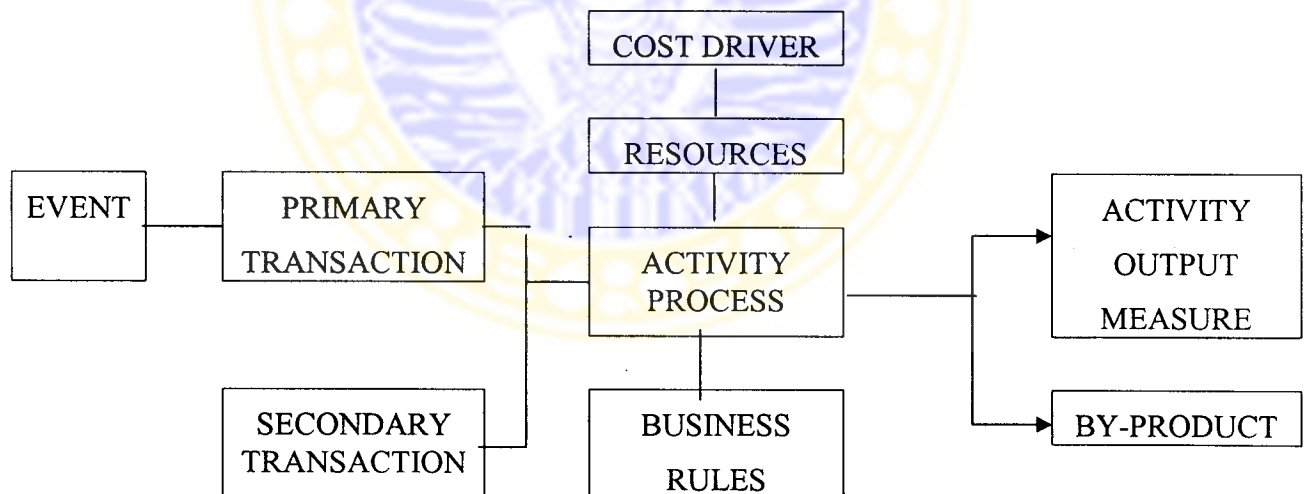 COST DRIVER
RESOURCES
EVENT
PRIMARY
TRANSACTION
ACTIVITY
PROCESS
ACTIVITY
OUTPUT
MEASURE
SECONDARY
TRANSACTION
BUSINESS
RULES
BY-PRODUCT